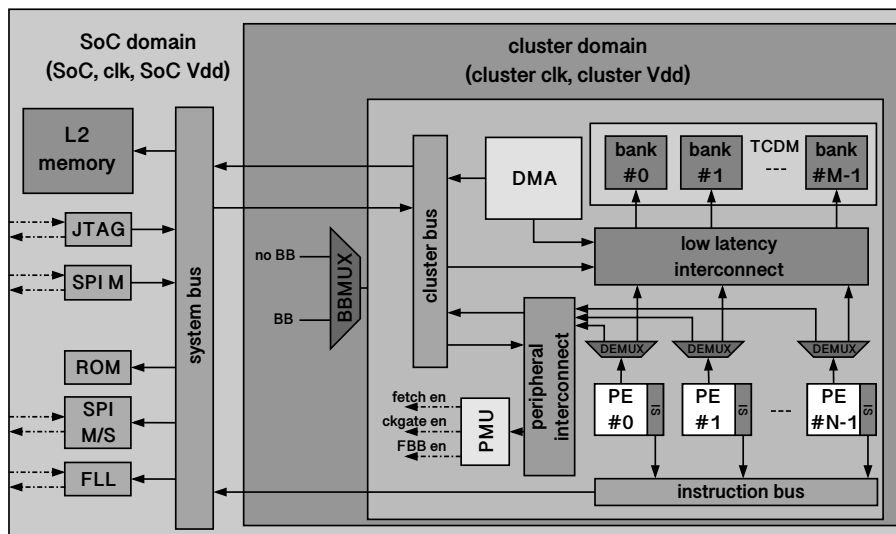 SoC domain
(SoC, clk, SoC Vdd)
cluster domain
(cluster clk, cluster Vdd)
L2
memory
JTAG
SPI M
ROM
SPI
M/S
FLL
system bus
no BB
BB
BBMUX
cluster bus
DMA
TCDM
bank
#0
bank
#1
----
bank
#M-1
low latency
interconnect
peripheral
interconnect
DEMUX
DEMUX
DEMUX
PE
#0
SI
PE
#1
SI
----
PE
#N-1
SI
fetch en
ckgate en
FBB en
PMU
instruction bus